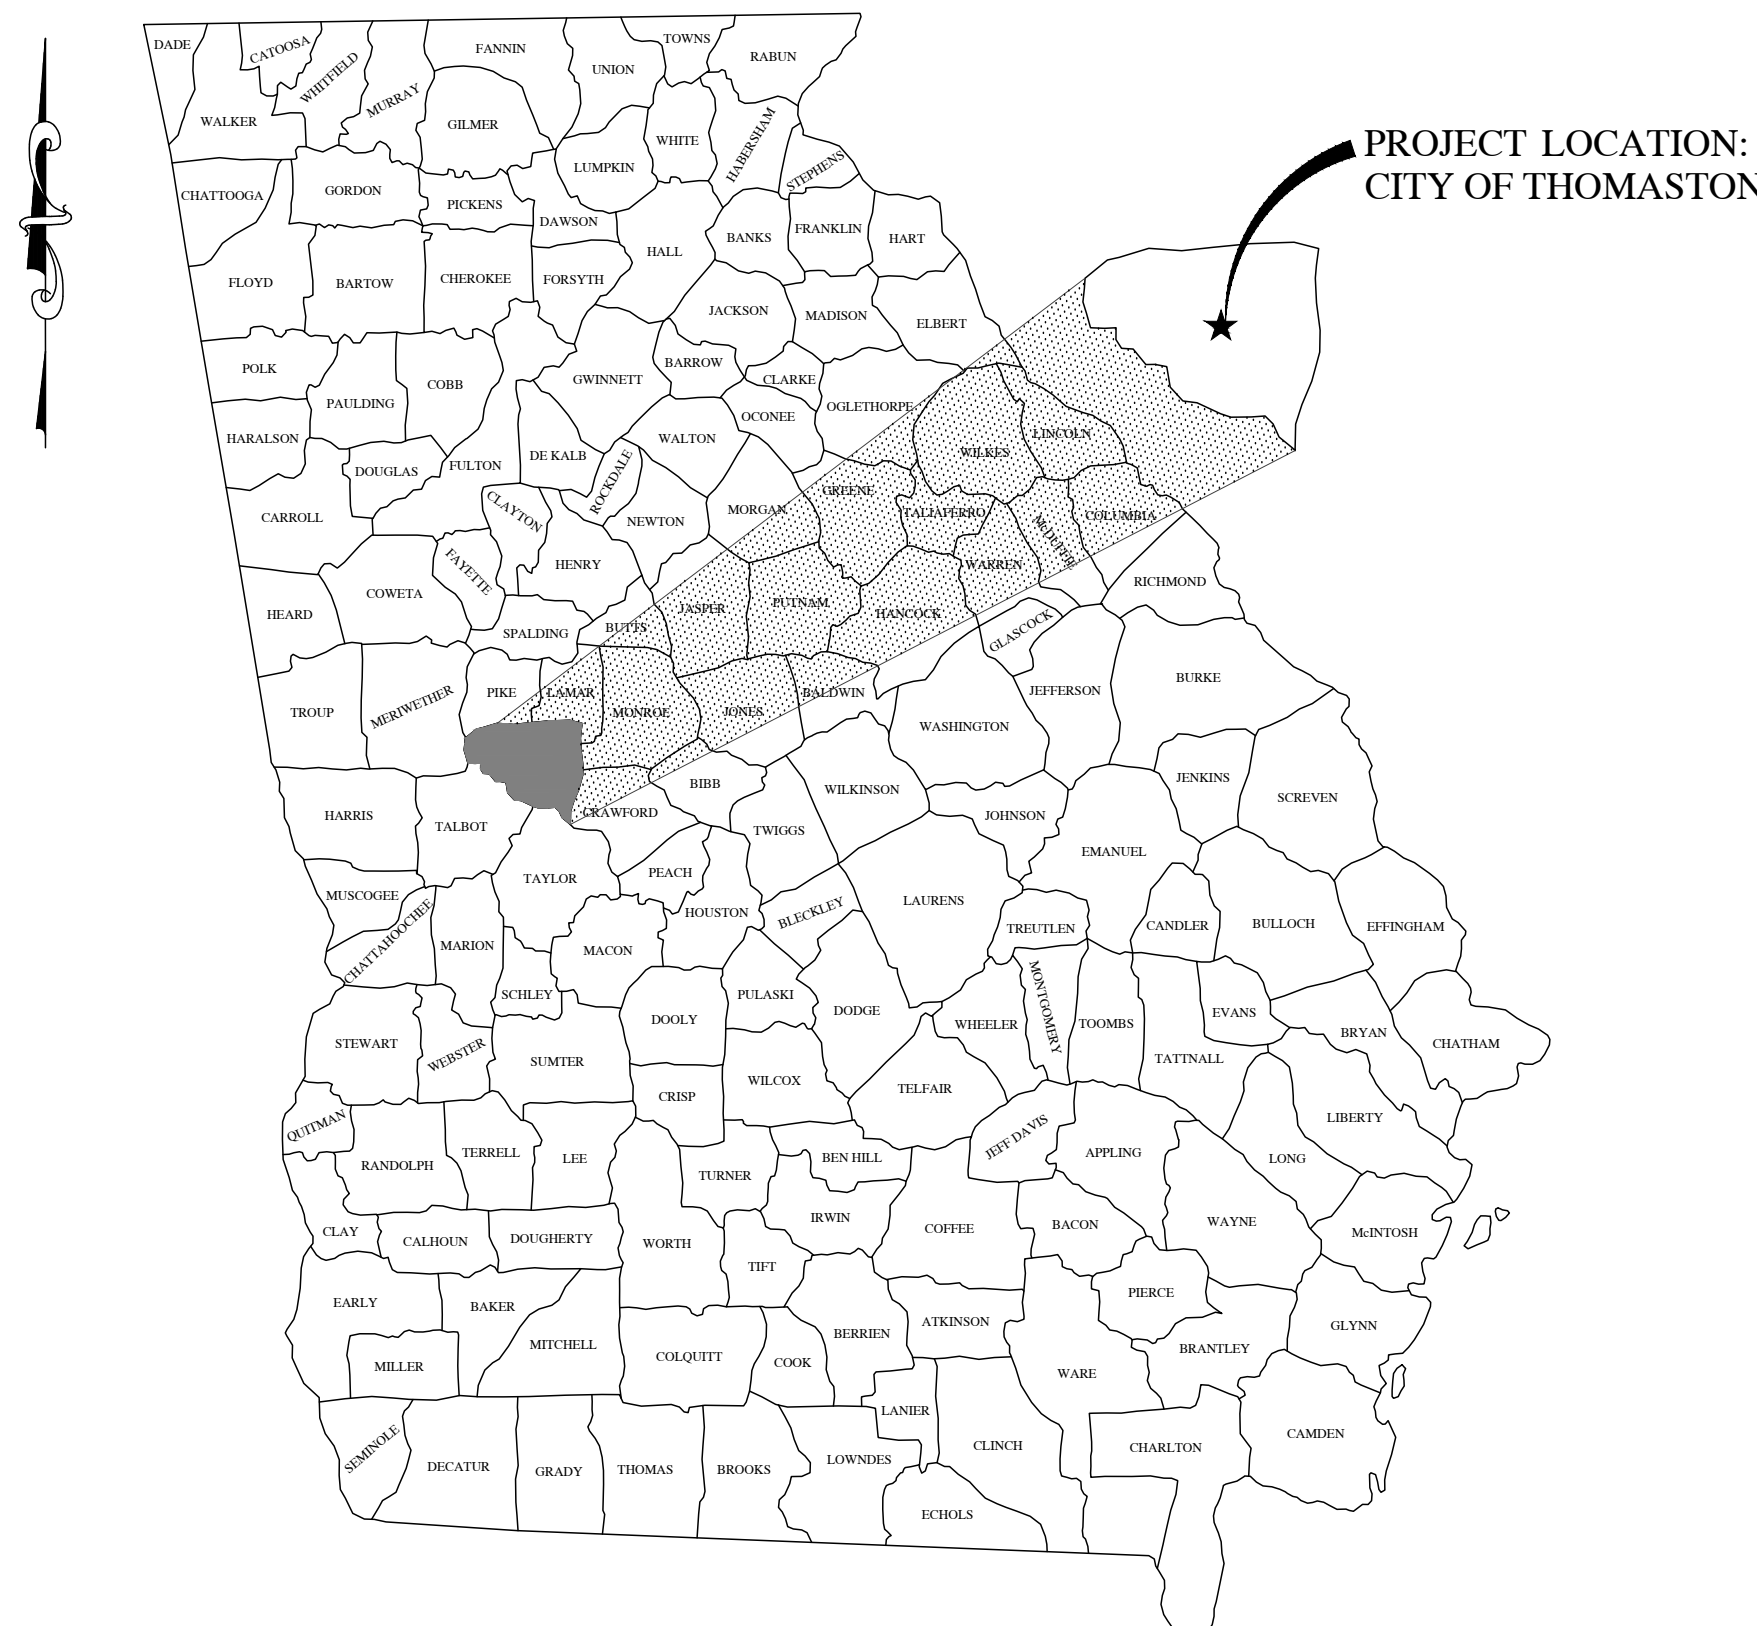 DADE
CATOOSA
WHITFIELD
MURRAY
FANNIN
UNION
TOWNS
RABUN
WALKER
GILMER
LUMPKIN
WHITE
HABERSHAM
STEPHENS
PROJECT LOCATION:
CITY OF THOMASTON
CHATTOOGA
GORDON
PICKENS
DAWSON
HALL
BANKS
FRANKLIN
HART
FLOYD
BARTOW
CHEROKEE
FORSYTH
JACKSON
MADISON
ELBERT
POLK
PAULDING
COBB
GWINNETT
BARROW
CLARKE
OCONEE
OGLETHORPE
HARALSON
DOUGLAS
FULTON
DE KALB
ROCKDALE
WALTON
WILKES
LINCOLN
CARROLL
CLAYTON
NEWTON
MORGAN
GREENE
TALIAFERRO
McDUFFIE
COLUMBIA
HEARD
COWETA
FAYETTE
HENRY
SPALDING
BUTTS
JASPER
PUTNAM
HANCOCK
WARREN
RICHMOND
GLASCOCK
TROUP
MERIWETHER
PIKE
LAMAR
MONROE
JONES
BALDWIN
WASHINGTON
JEFFERSON
BURKE
HARRIS
TALBOT
CRAWFORD
BIBB
TWIGGS
WILKINSON
JOHNSON
JENKINS
SCREVEN
EMANUEL
MUSCOGEE
CHATTAHOOCHEE
MARION
TAYLOR
PEACH
HOUSTON
BLECKLEY
LAURENS
TREUTLEN
CANDLER
BULLOCH
EFFINGHAM
MACON
SCHLEY
STEWART
WEBSTER
SUMTER
DOOLY
PULASKI
DODGE
WHEELER
MONTGOMERY
TOOMBS
TATTNALL
EVANS
BRYAN
CHATHAM
QUITMAN
RANDOLPH
TERRELL
LEE
CRISP
WILCOX
TELFAIR
JEFF DAVIS
APPLING
LONG
LIBERTY
CLAY
CALHOUN
DOUGHERTY
WORTH
TURNER
BEN HILL
IRWIN
COFFEE
BACON
WAYNE
McINTOSH
EARLY
BAKER
MITCHELL
TIFT
BERRIEN
ATKINSON
PIERCE
BRANTLEY
GLYNN
MILLER
COLQUITT
COOK
LANIER
WARE
SEMINOLE
DECATUR
GRADY
THOMAS
BROOKS
LOWNDES
CLINCH
CHARLTON
CAMDEN
ECHOLS